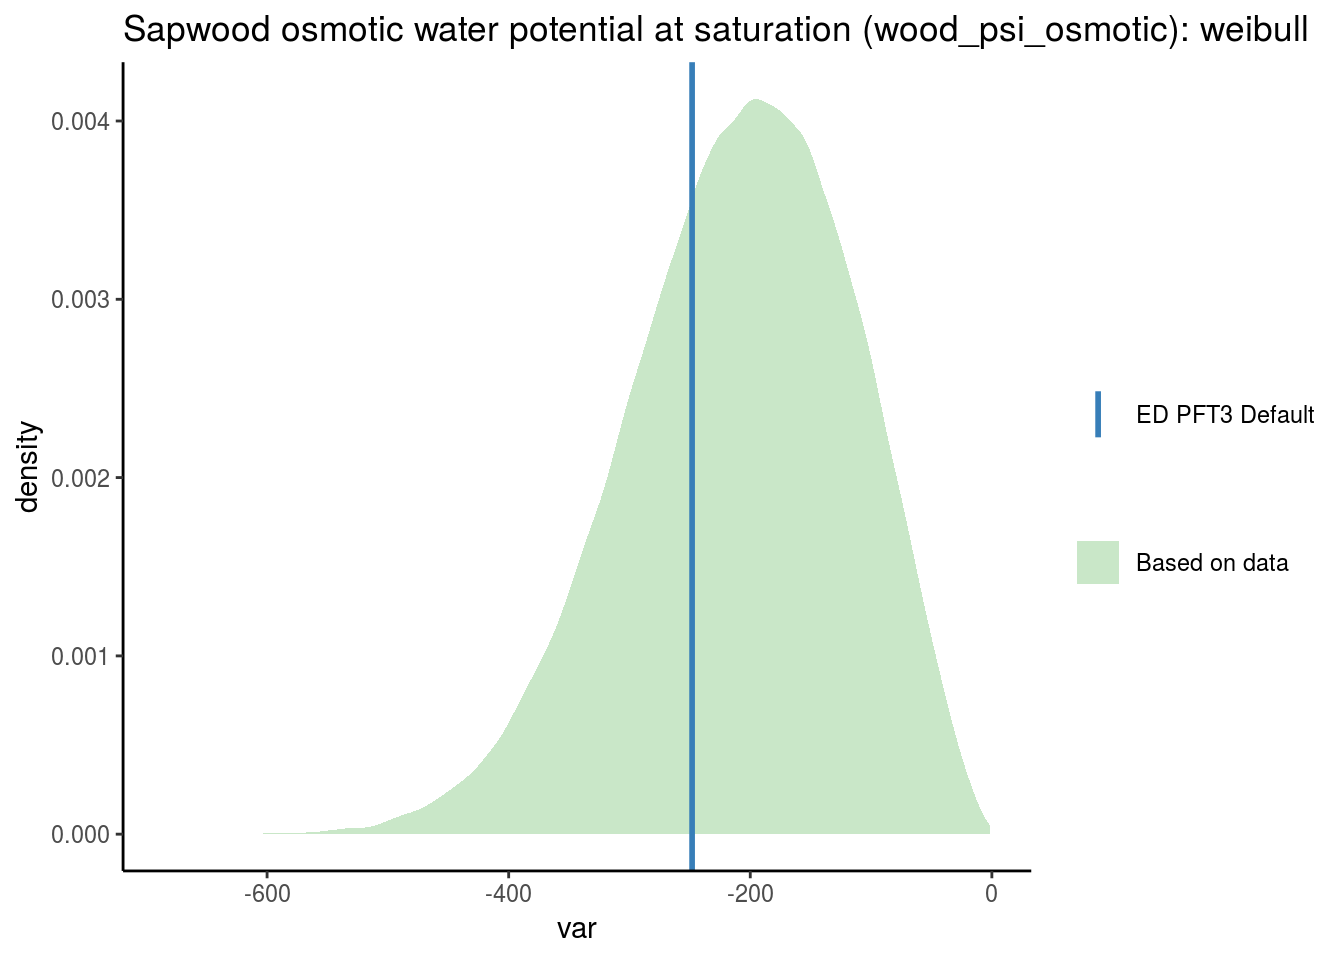 Sapwood osmotic water potential at saturation (wood_psi_osmotic): weibull
0.004
0.003
0.002
0.001
0.000
density
-600
-400
-200
0
var
ED PFT3 Default
Based on data